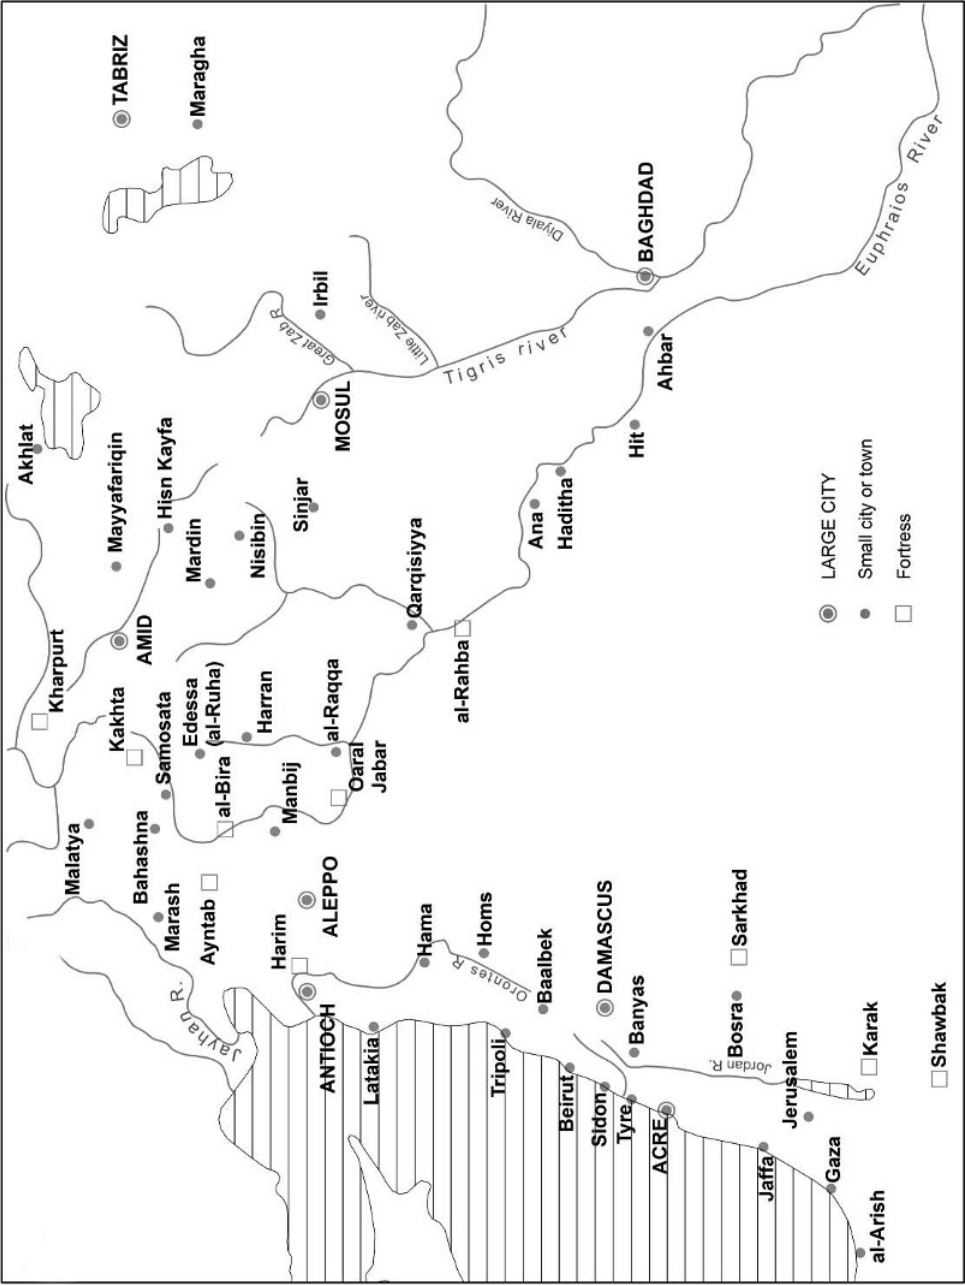 TABRIZ
Maragha
Akhlat
Mayyafariqin
Hisn Kayfa
Mardin
Nisibin
Sinjar
MOSUL
Irbil
Great Zab R.
Little Zab river
Tigris river
Diyala River
BAGHDAD
Euphraios River
Ahbar
Hit
Haditha
Ana
Qarqisiyya
al-Rahba
Kharpurt
AMID
Kakhta
Samosata
Edessa
(al-Ruha)
Harran
al-Raqqa
Qaral
Jabar
al-Bira
Manbij
Malatya
Bahashna
Marash
Ayntab
Harim
ALEPPO
Jayhan R.
ANTIOCH
Latakia
Hama
Homs
Orontes R
Baalbek
Tripoli
DAMASCUS
Banyas
Beirut
Sidon
Tyre
ACRE
Jordan R.
Bosra
Sarkhad
Jerusalem
Karak
Shawbak
Jaffa
Gaza
al-Arish
LARGE CITY
Small city or town
Fortress